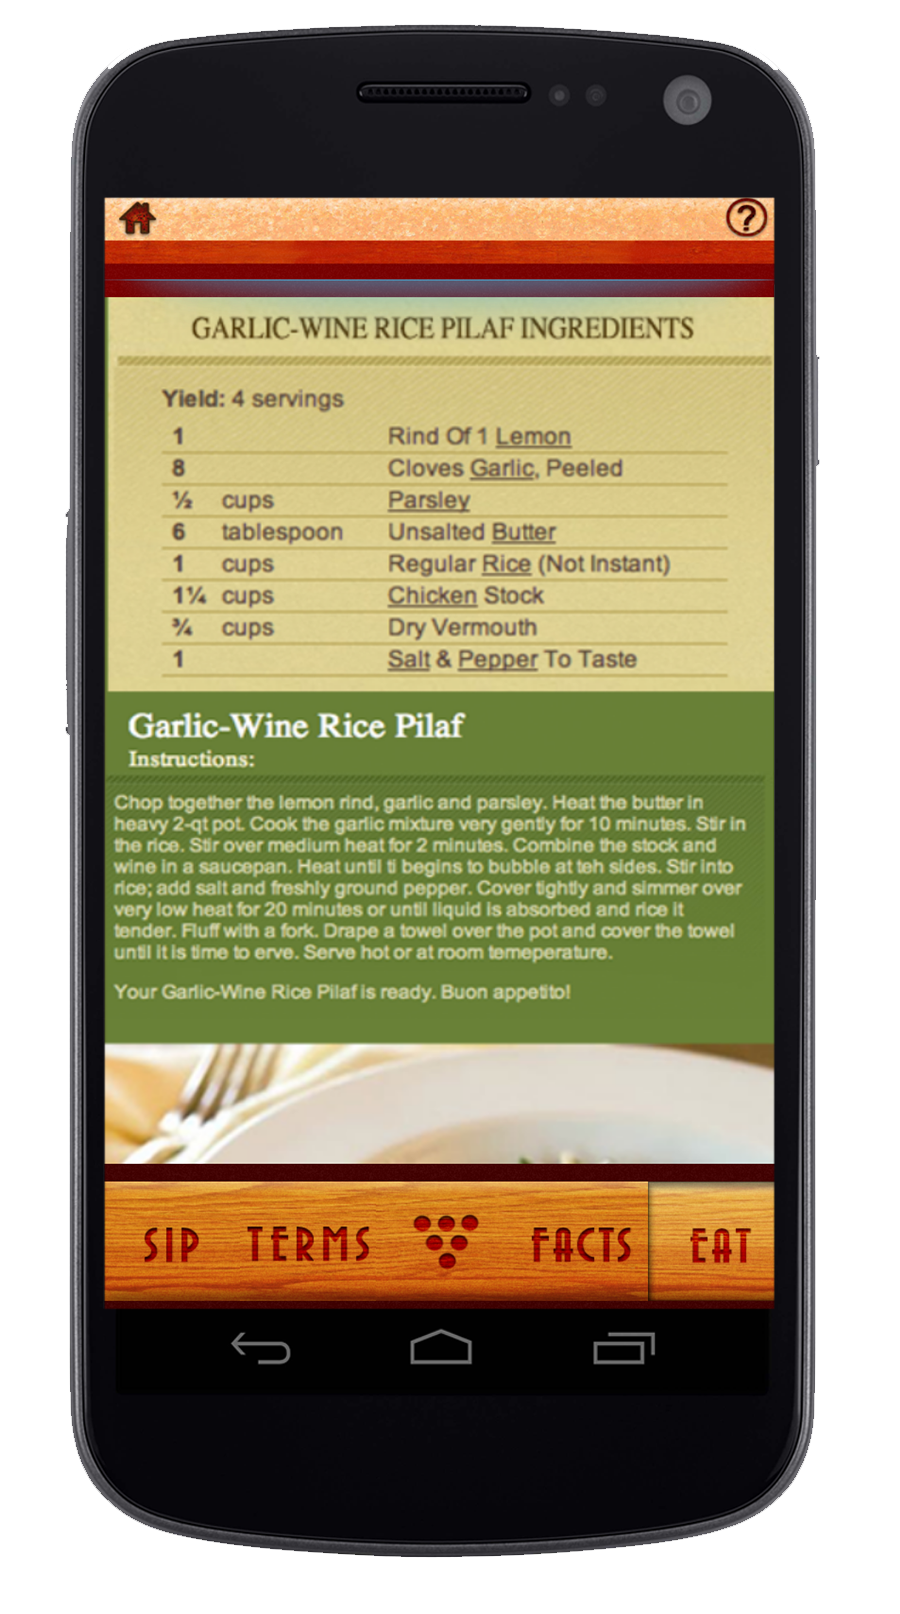 ?
GARLIC-WINE RICE PILAF INGREDIENTS
Yield: 4 servings
1 Rind Of 1 Lemon
8 Cloves Garlic, Peeled
½ cups Parsley
6 tablespoon Unsalted Butter
1 cups Regular Rice (Not Instant)
1¼ cups Chicken Stock
¾ cups Dry Vermouth
1 Salt & Pepper To Taste
Garlic-Wine Rice Pilaf
Instructions:
Chop together the lemon rind, garlic and parsley. Heat the butter in
heavy 2-qt pot. Cook the garlic mixture very gently for 10 minutes. Stir in
the rice. Stir over medium heat for 2 minutes. Combine the stock and
wine in a saucepan. Heat until ti begins to bubble at teh sides. Stir into
rice; add salt and freshly ground pepper. Cover tightly and simmer over
very low heat for 20 minutes or until liquid is absorbed and rice it
tender. Fluff with a fork. Drape a towel over the pot and cover the towel
until it is time to erve. Serve hot or at room temeperature.
Your Garlic-Wine Rice Pilaf is ready. Buon appetito!
SIP TERMS FACTS EAT